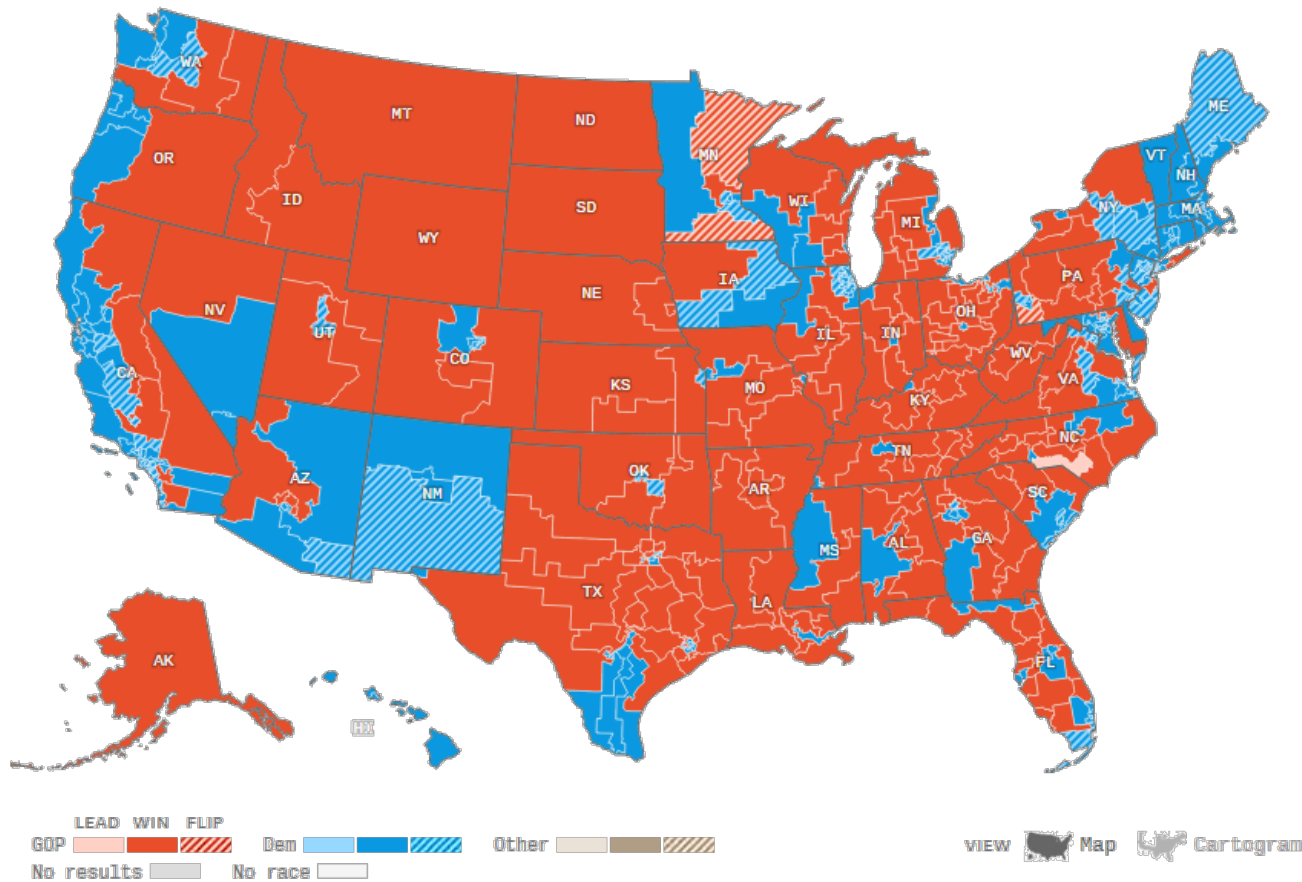 WA
MT
ND
MN
ME
VT
NH
OR
ID
SD
WI
MI
NY
MA
WY
IA
NE
PA
NV
UT
CO
IL
IN
OH
CA
KS
MO
WV
VA
KY
NC
AZ
NM
OK
AR
TN
SC
MS
AL
GA
TX
LA
AK
FL
HI
LEAD WIN FLIP
GOP Dem Other
VIEW Map Cartogram
No results No race